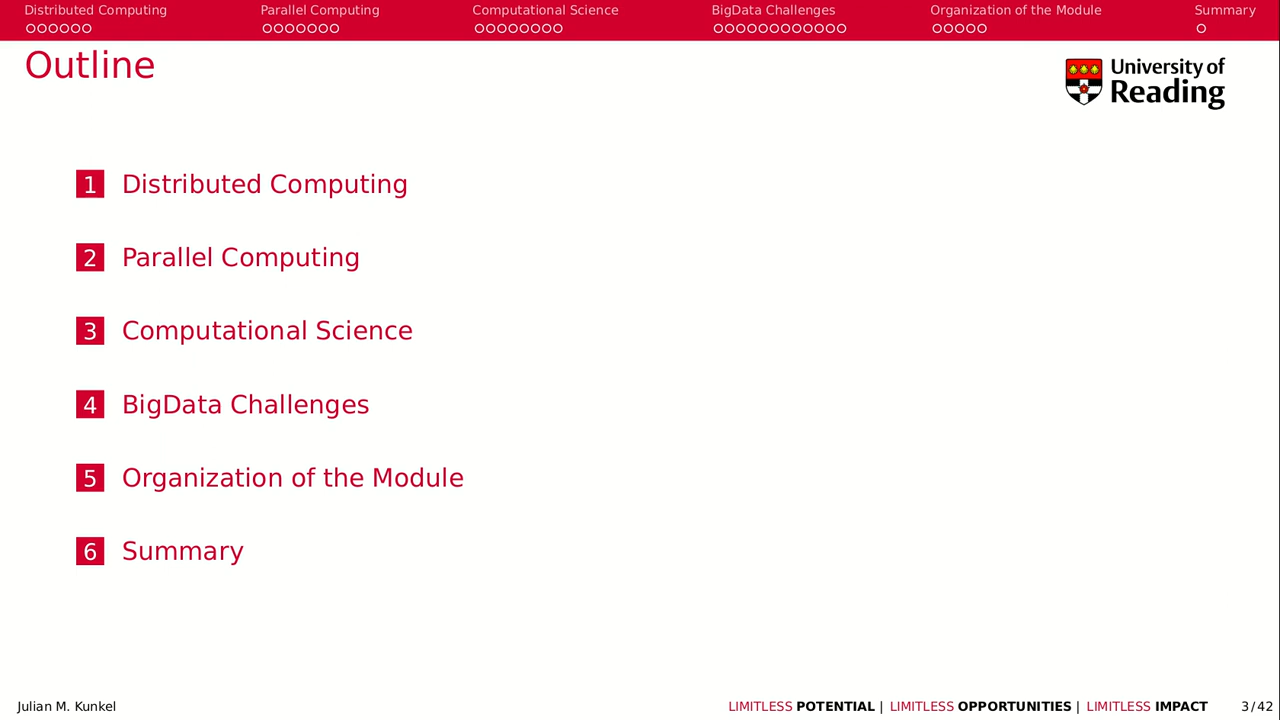 Distributed Computing Parallel Computing Computational Science BigData Challenges Organization of the Module Summary
Outline
University of
Reading
1 Distributed Computing
2 Parallel Computing
3 Computational Science
4 BigData Challenges
5 Organization of the Module
6 Summary
Julian M. Kunkel LIMITLESS POTENTIAL | LIMITLESS OPPORTUNITIES | LIMITLESS IMPACT 3/42